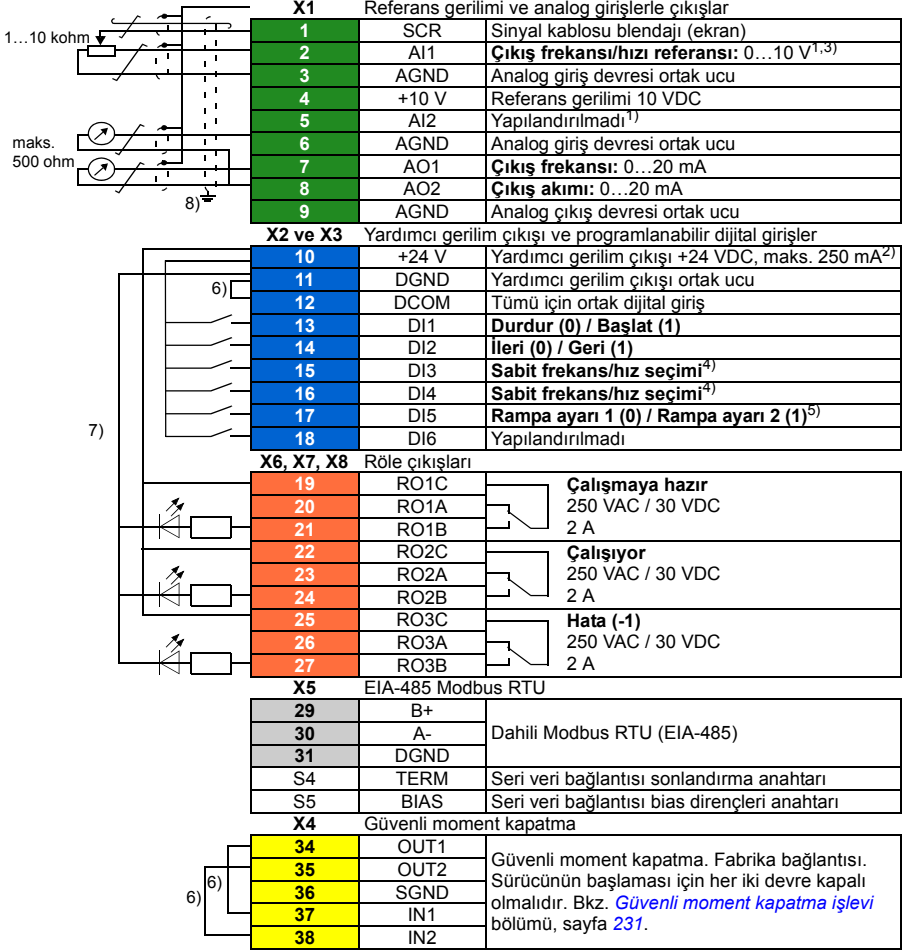 X1 Referans gerilimi ve analog girişlerle çıkışlar
1…10 kohm
1 SCR Sinyal kablosu blendajı (ekran)
2 AI1 Çıkış frekansı/hızı referansı: 0…10 V1,3)
3 AGND Analog giriş devresi ortak ucu
4 +10 V Referans gerilimi 10 VDC
5 AI2 Yapılandırılmadı1)
maks.
500 ohm
6 AGND Analog giriş devresi ortak ucu
7 AO1 Çıkış frekansı: 0…20 mA
8 AO2 Çıkış akımı: 0…20 mA
8)
9 AGND Analog çıkış devresi ortak ucu
X2 ve X3 Yardımcı gerilim çıkışı ve programlanabilir dijital girişler
10 +24 V Yardımcı gerilim çıkışı +24 VDC, maks. 250 mA2)
6)
11 DGND Yardımcı gerilim çıkışı ortak ucu
12 DCOM Tümü için ortak dijital giriş
13 DI1 Durdur (0) / Başlat (1)
14 DI2 İleri (0) / Geri (1)
15 DI3 Sabit frekans/hız seçimi4)
16 DI4 Sabit frekans/hız seçimi4)
17 DI5 Rampa ayarı 1 (0) / Rampa ayarı 2 (1)5)
7)
18 DI6 Yapılandırılmadı
X6, X7, X8 Röle çıkışları
19 RO1C Çalışmaya hazır
20 RO1A 250 VAC / 30 VDC
21 RO1B 2 A
22 RO2C Çalışıyor
23 RO2A 250 VAC / 30 VDC
24 RO2B 2 A
25 RO3C Hata (-1)
26 RO3A 250 VAC / 30 VDC
27 RO3B 2 A
X5 EIA-485 Modbus RTU
29 B+
30 A- Dahili Modbus RTU (EIA-485)
31 DGND
S4 TERM Seri veri bağlantısı sonlandırma anahtarı
S5 BIAS Seri veri bağlantısı bias dirençleri anahtarı
X4 Güvenli moment kapatma
34 OUT1
35 OUT2
36 SGND
37 IN1
38 IN2
6)
6)
Güvenli moment kapatma. Fabrika bağlantısı.
Sürücünün başlaması için her iki devre kapalı
olmalıdır. Bkz. Güvenli moment kapatma işlevi
bölümü, sayfa 231.